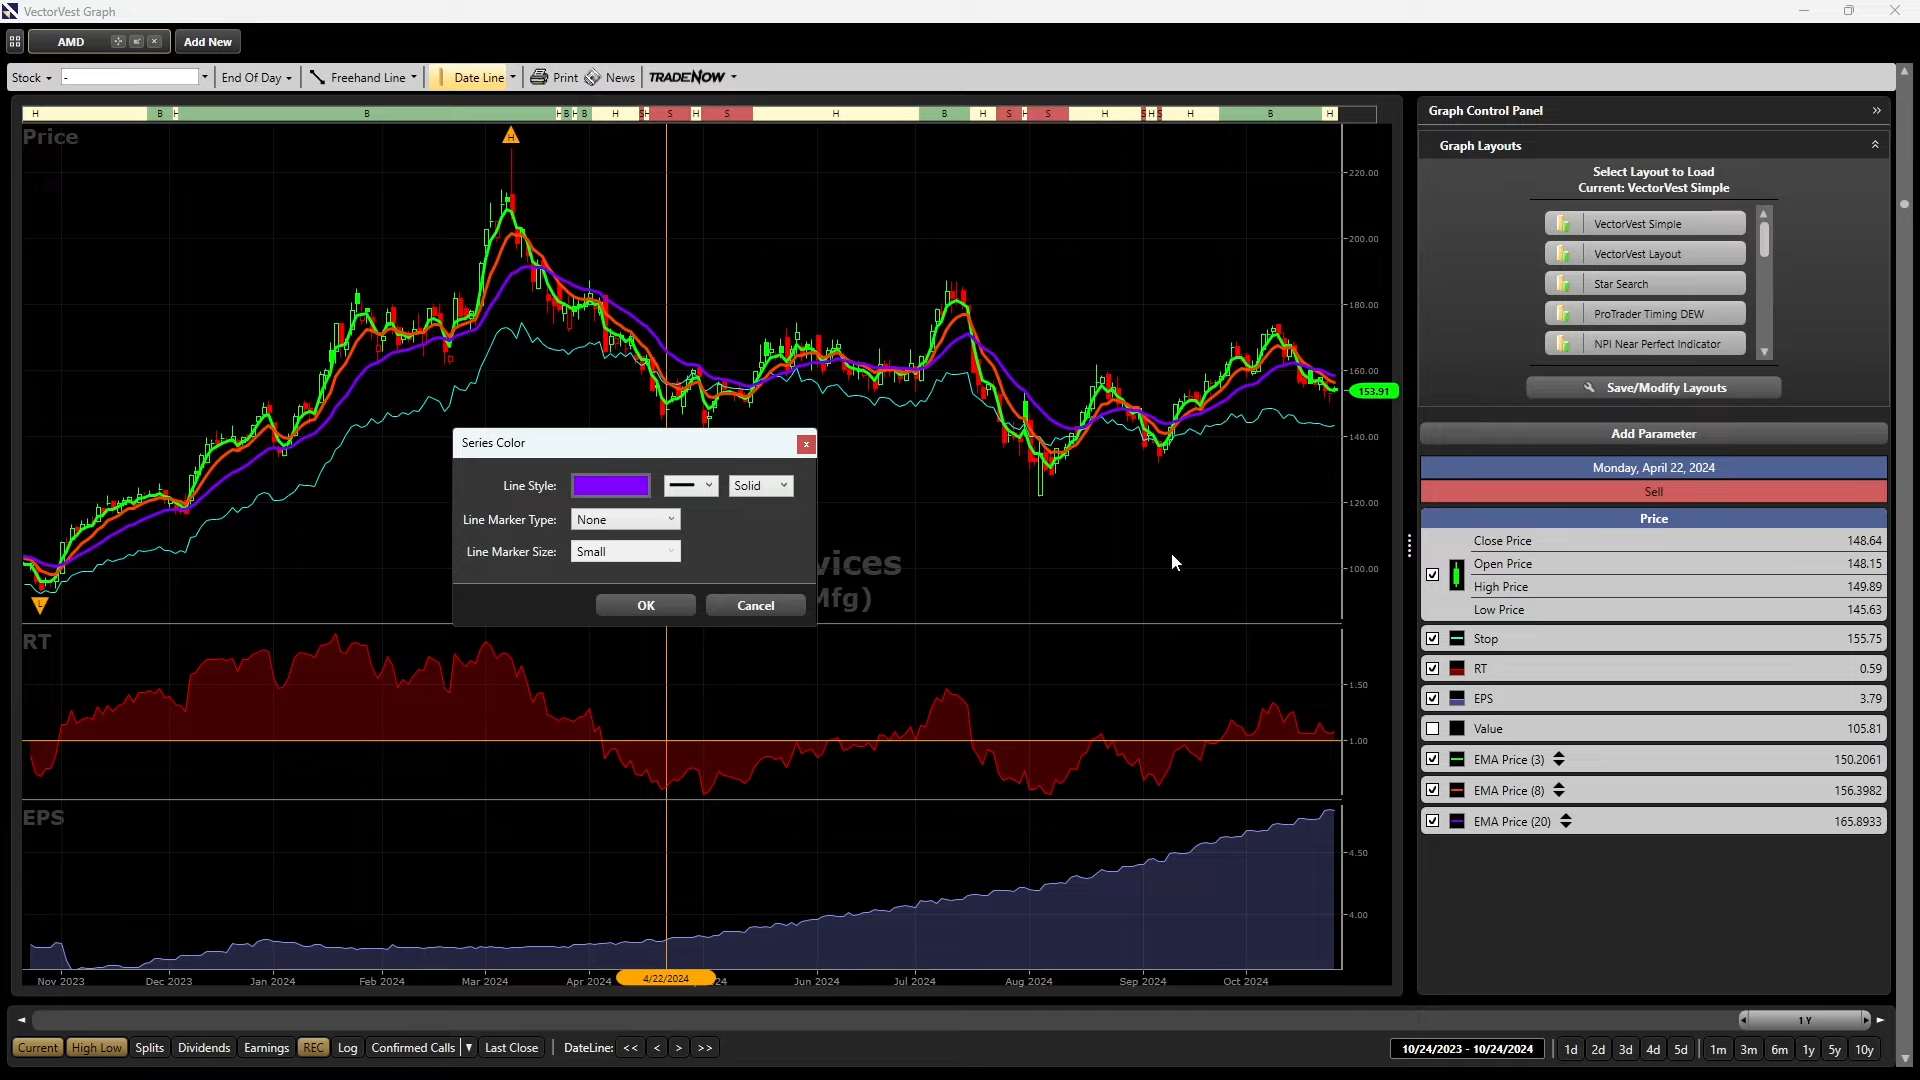 VectorVest Graph
AMD
Add New
Stock
-
End Of Day
Freehand Line
Date Line
Print
News
TRADENOW
H B H B H B H B H S H S H S H B H S H S H S H S H B H
Price
H
220.00
200.00
180.00
160.00
153.91
140.00
120.00
100.00
L
vices
Mfg)
Series Color
x
Line Style:
Solid
Line Marker Type:
None
Line Marker Size:
Small
OK
Cancel
RT
1.50
1.00
EPS
4.50
4.00
Nov 2023
Dec 2023
Jan 2024
Feb 2024
Mar 2024
Apr 2024
4/22/2024
24
Jun 2024
Jul 2024
Aug 2024
Sep 2024
Oct 2024
Graph Control Panel
Graph Layouts
Select Layout to Load
Current: VectorVest Simple
VectorVest Simple
VectorVest Layout
Star Search
ProTrader Timing DEW
NPI Near Perfect Indicator
Save/Modify Layouts
Add Parameter
Monday, April 22, 2024
Sell
Price
Close Price 148.64
Open Price 148.15
High Price 149.89
Low Price 145.63
Stop 155.75
RT 0.59
EPS 3.79
Value 105.81
EMA Price (3) 150.2061
EMA Price (8) 156.3982
EMA Price (20) 165.8933
1 Y
Current
High Low
Splits
Dividends
Earnings
REC
Log
Confirmed Calls
Last Close
DateLine:
<<
<
>
>>
10/24/2023 - 10/24/2024
1d
2d
3d
4d
5d
1m
3m
6m
1y
5y
10y